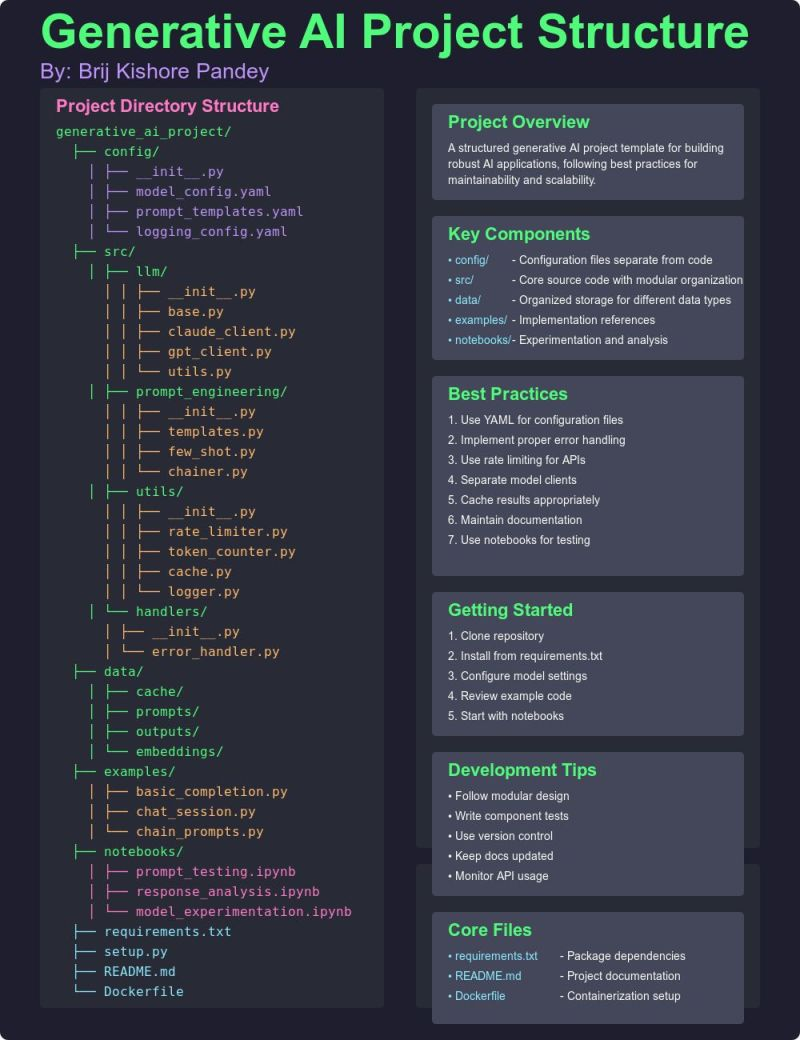 Generative AI Project Structure
By: Brij Kishore Pandey
Project Directory Structure
generative_ai_project/
├── config/
│ ├── __init__.py
│ ├── model_config.yaml
│ ├── prompt_templates.yaml
│ └── logging_config.yaml
├── src/
│ ├── llm/
│ │ ├── __init__.py
│ │ ├── base.py
│ │ ├── claude_client.py
│ │ ├── gpt_client.py
│ │ └── utils.py
│ ├── prompt_engineering/
│ │ ├── __init__.py
│ │ ├── templates.py
│ │ ├── few_shot.py
│ │ └── chainer.py
│ ├── utils/
│ │ ├── __init__.py
│ │ ├── rate_limiter.py
│ │ ├── token_counter.py
│ │ ├── cache.py
│ │ └── logger.py
│ └── handlers/
│ ├── __init__.py
│ └── error_handler.py
├── data/
│ ├── cache/
│ ├── prompts/
│ ├── outputs/
│ └── embeddings/
├── examples/
│ ├── basic_completion.py
│ ├── chat_session.py
│ └── chain_prompts.py
├── notebooks/
│ ├── prompt_testing.ipynb
│ ├── response_analysis.ipynb
│ └── model_experimentation.ipynb
├── requirements.txt
├── setup.py
├── README.md
└── Dockerfile
Project Overview
A structured generative AI project template for building
robust AI applications, following best practices for
maintainability and scalability.
Key Components
• config/ - Configuration files separate from code
• src/ - Core source code with modular organization
• data/ - Organized storage for different data types
• examples/ - Implementation references
• notebooks/ - Experimentation and analysis
Best Practices
1. Use YAML for configuration files
2. Implement proper error handling
3. Use rate limiting for APIs
4. Separate model clients
5. Cache results appropriately
6. Maintain documentation
7. Use notebooks for testing
Getting Started
1. Clone repository
2. Install from requirements.txt
3. Configure model settings
4. Review example code
5. Start with notebooks
Development Tips
• Follow modular design
• Write component tests
• Use version control
• Keep docs updated
• Monitor API usage
Core Files
• requirements.txt - Package dependencies
• README.md - Project documentation
• Dockerfile - Containerization setup